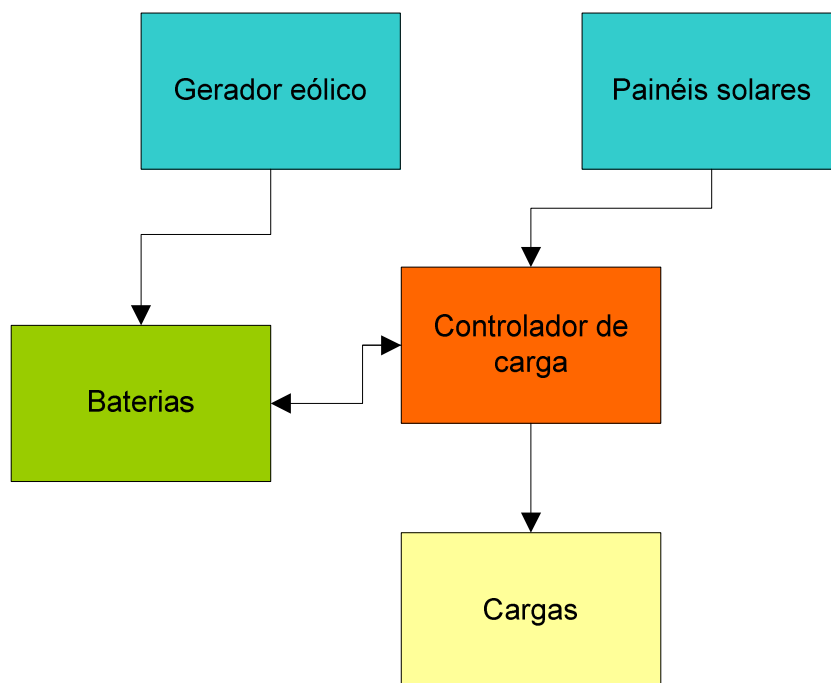 Gerador eólico
Painéis solares
Controlador de
carga
Baterias
Cargas